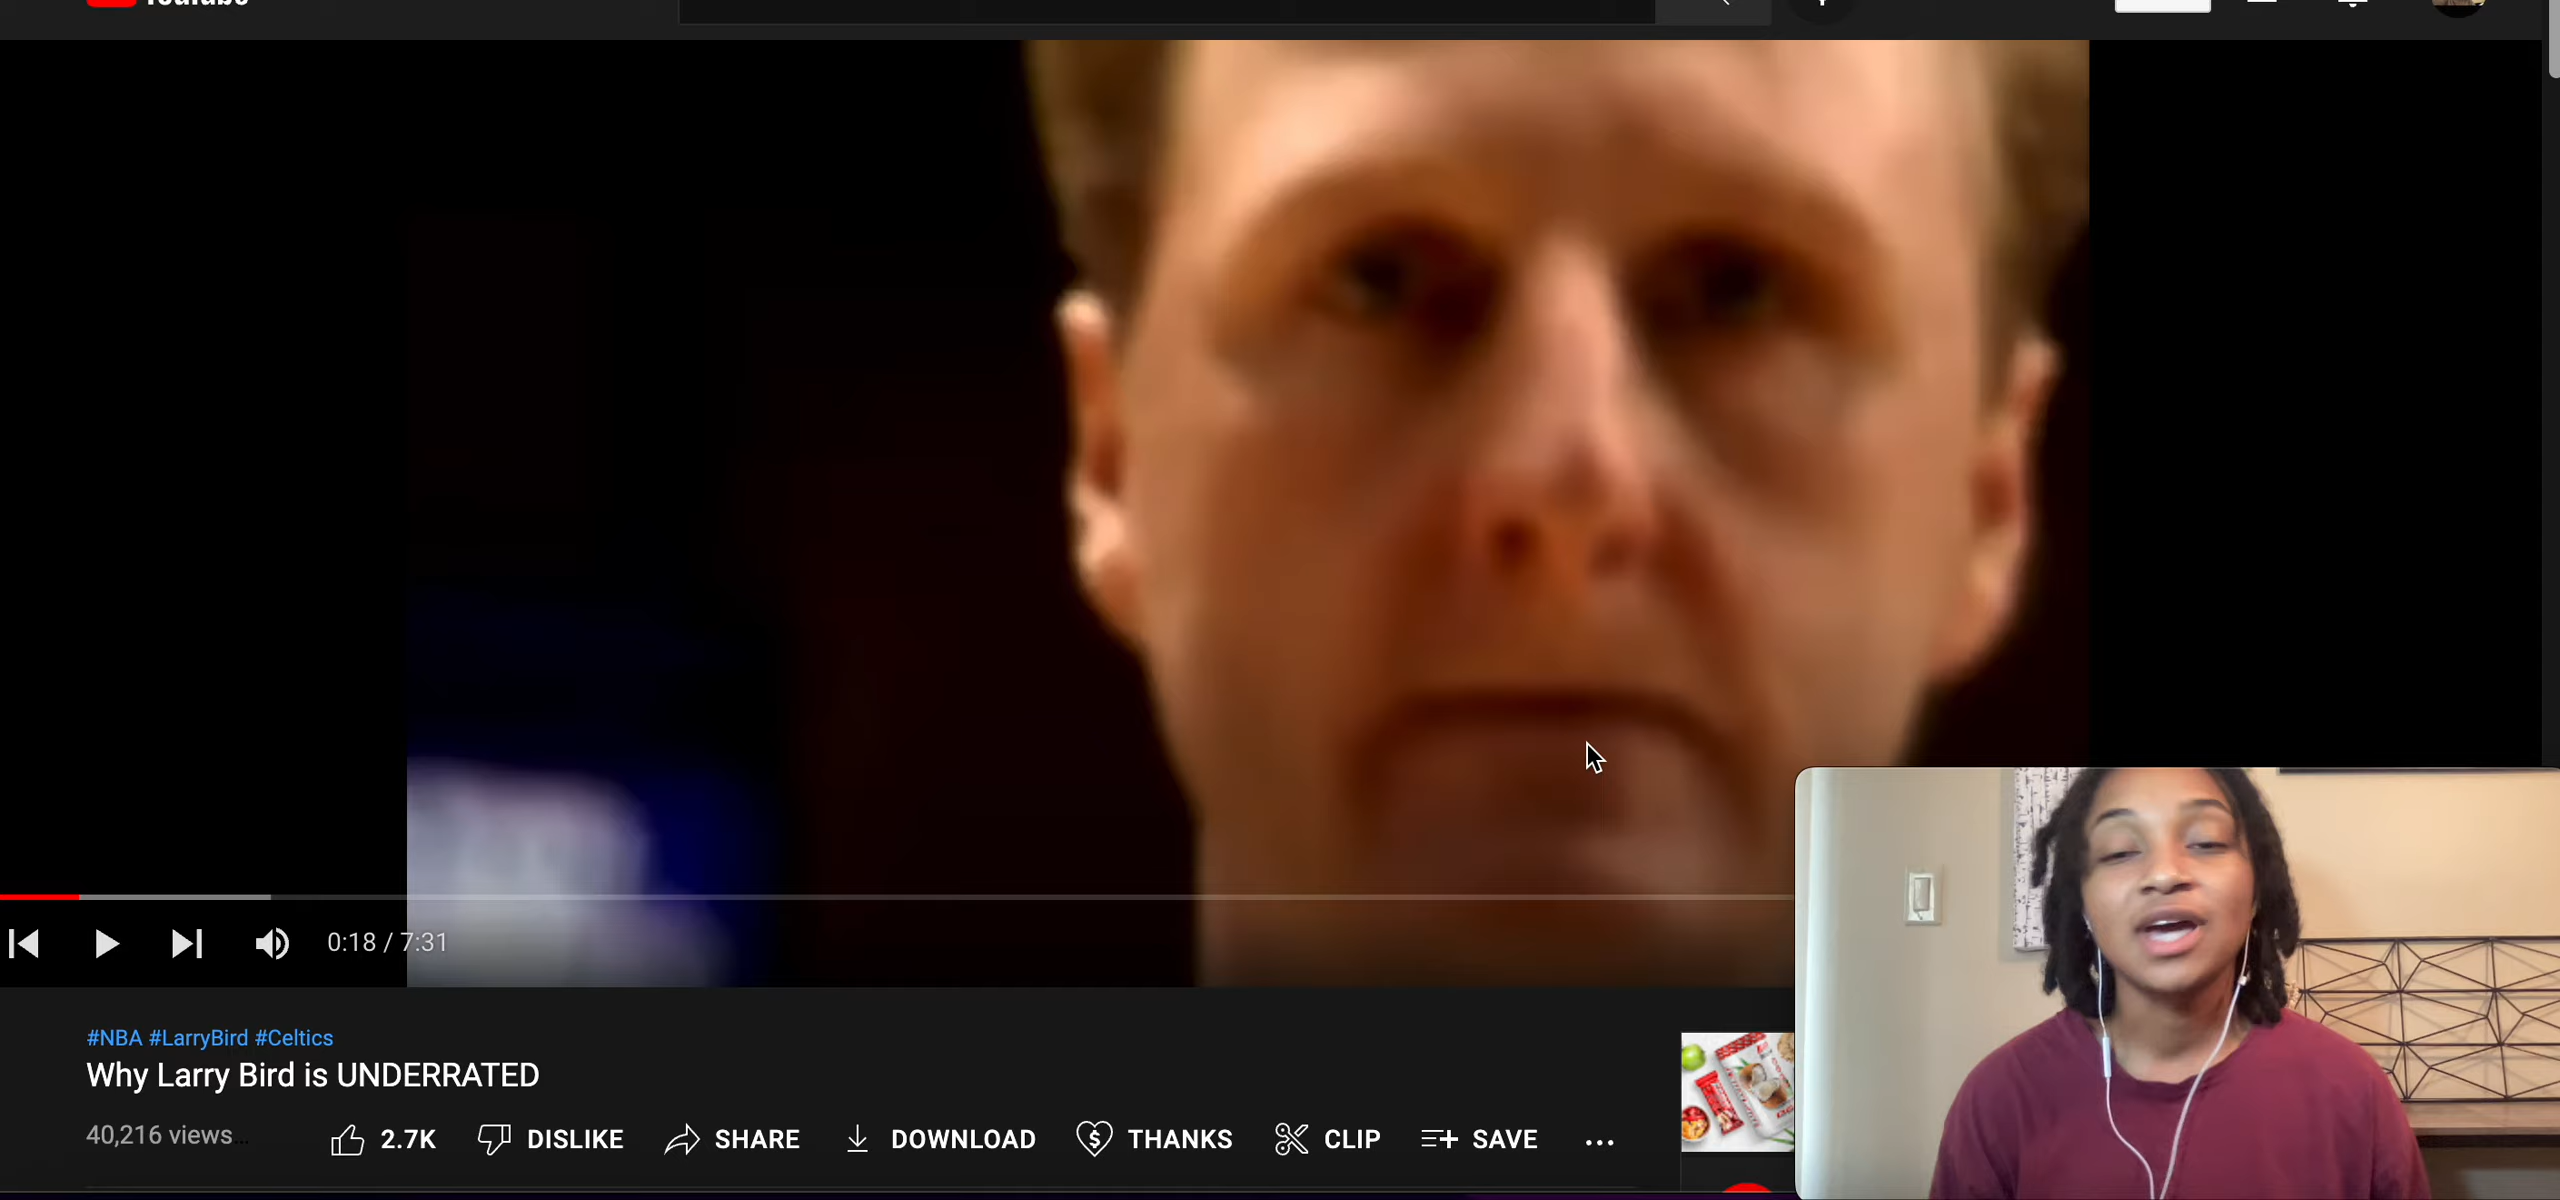 YouTube
0:18 / 7:31
#NBA #LarryBird #Celtics
Why Larry Bird is UNDERRATED
40,216 views...
2.7K DISLIKE SHARE DOWNLOAD THANKS CLIP SAVE ...